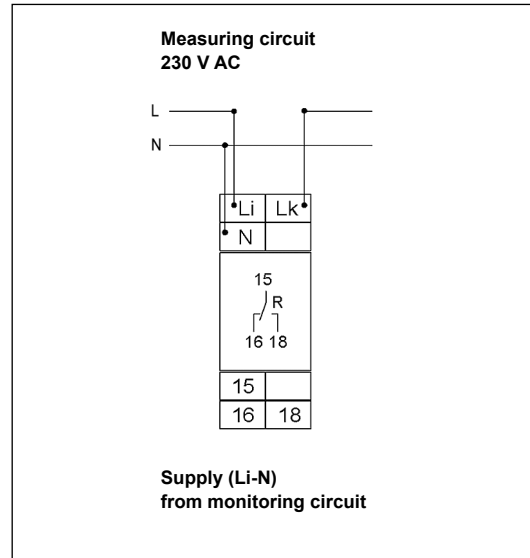 Measuring circuit
230 V AC
L
N
Li Lk
N
15
R
16 18
15
16 18
Supply (Li-N)
from monitoring circuit